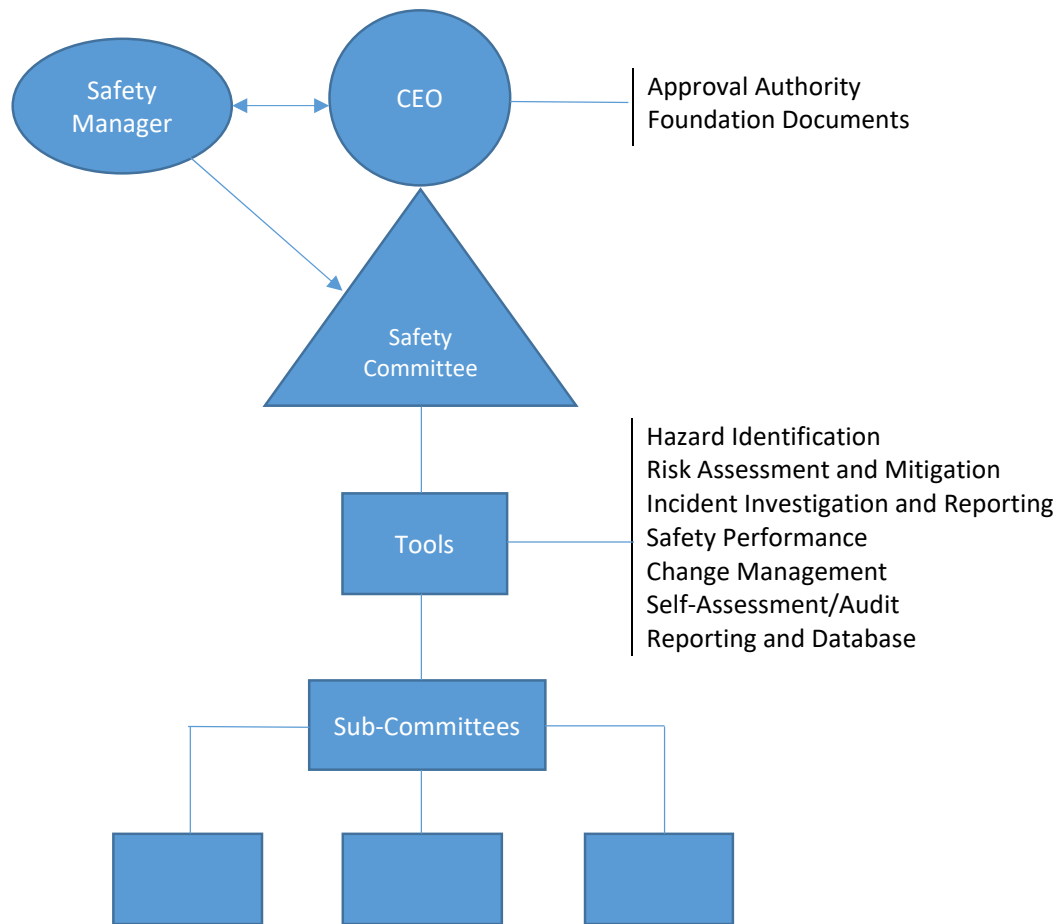 Safety
Manager
CEO
Approval Authority
Foundation Documents
Safety
Committee
Hazard Identification
Risk Assessment and Mitigation
Incident Investigation and Reporting
Tools
Safety Performance
Change Management
Self-Assessment/Audit
Reporting and Database
Sub-Committees